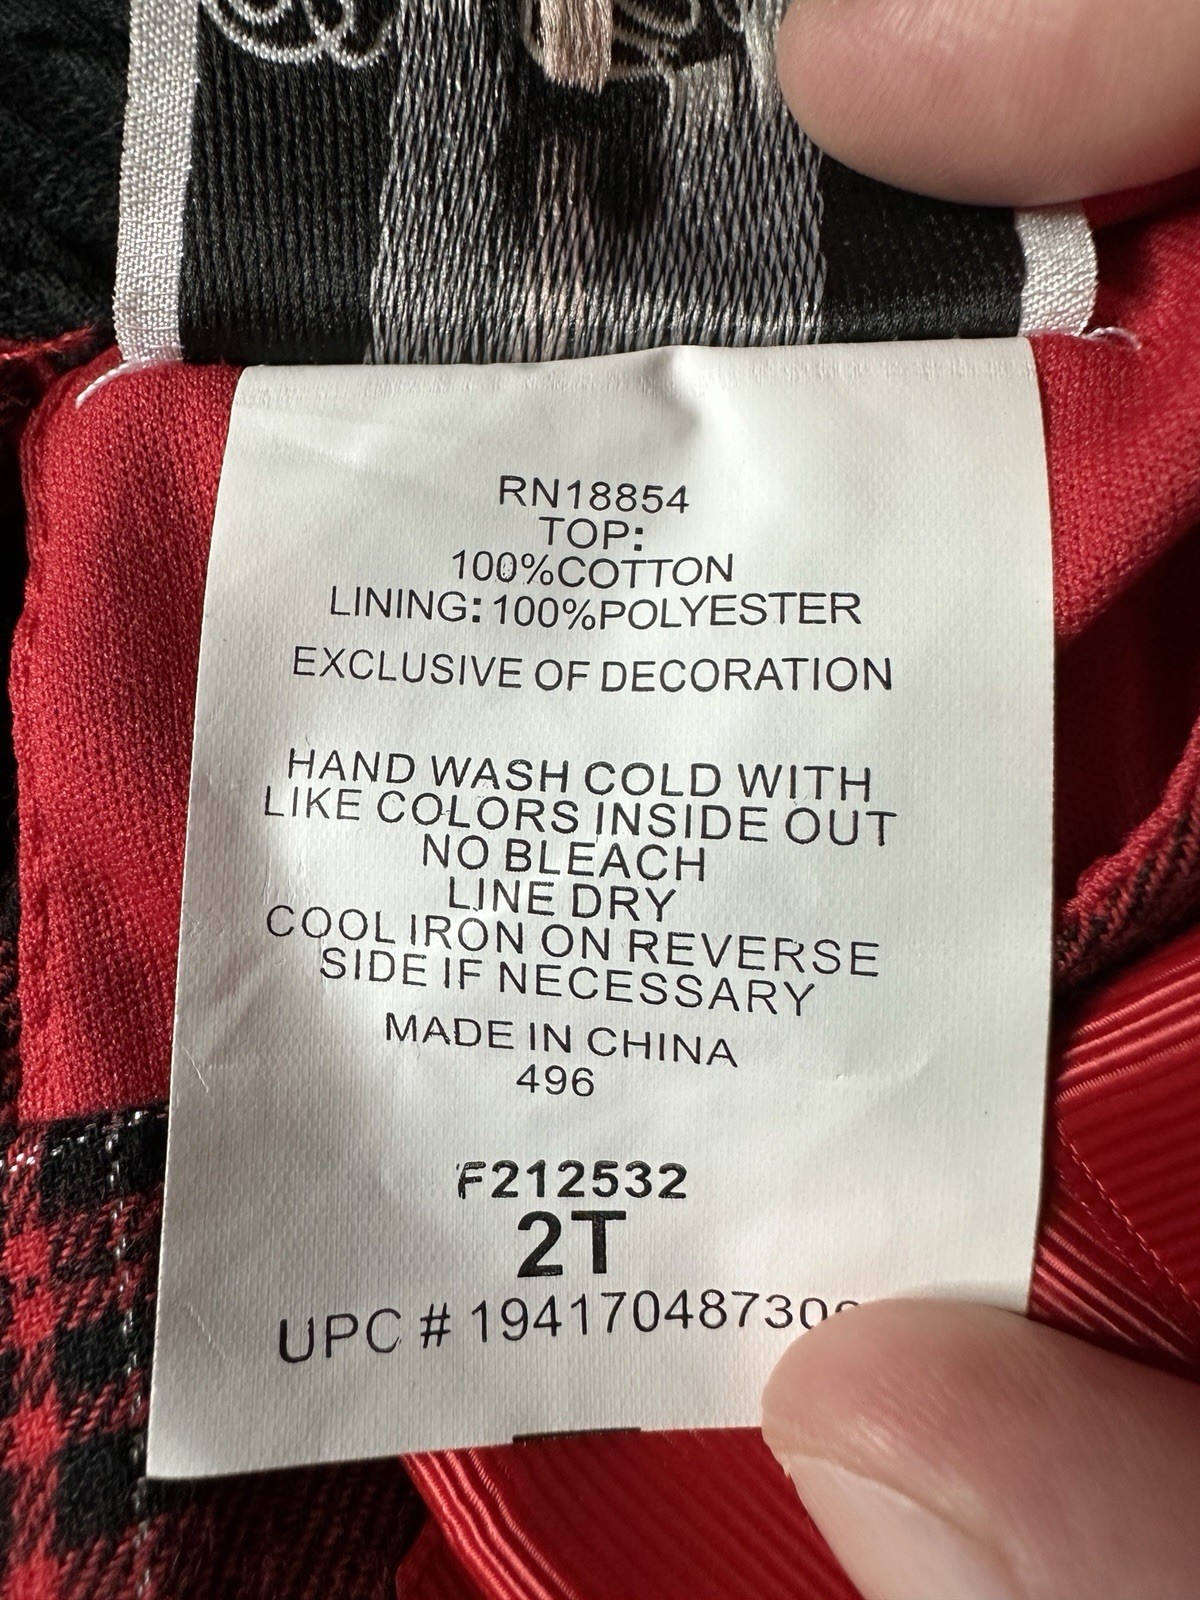 RN18854
TOP:
100%COTTON
LINING: 100%POLYESTER
EXCLUSIVE OF DECORATION
HAND WASH COLD WITH
LIKE COLORS INSIDE OUT
NO BLEACH
LINE DRY
COOL IRON ON REVERSE
SIDE IF NECESSARY
MADE IN CHINA
496
F212532
2T
UPC # 19417048730